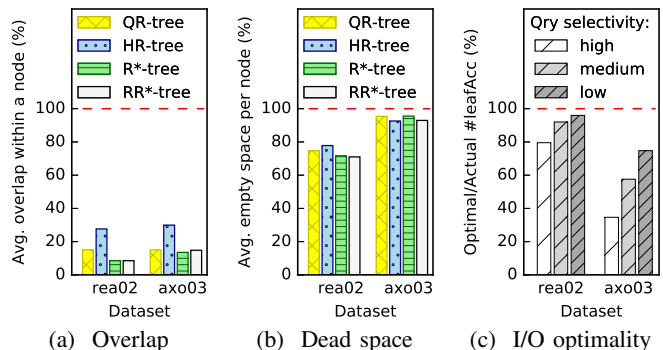 Avg. overlap within a node (%)
100
80
60
40
20
0
QR-tree
HR-tree
R*-tree
RR*-tree
rea02 axo03
Dataset
(a) Overlap
Avg. empty space per node (%)
100
80
60
40
20
0
QR-tree
HR-tree
R*-tree
RR*-tree
rea02 axo03
Dataset
(b) Dead space
Optimal/Actual #leafAcc (%)
100
80
60
40
20
0
Qry selectivity:
high
medium
low
rea02 axo03
Dataset
(c) I/O optimality